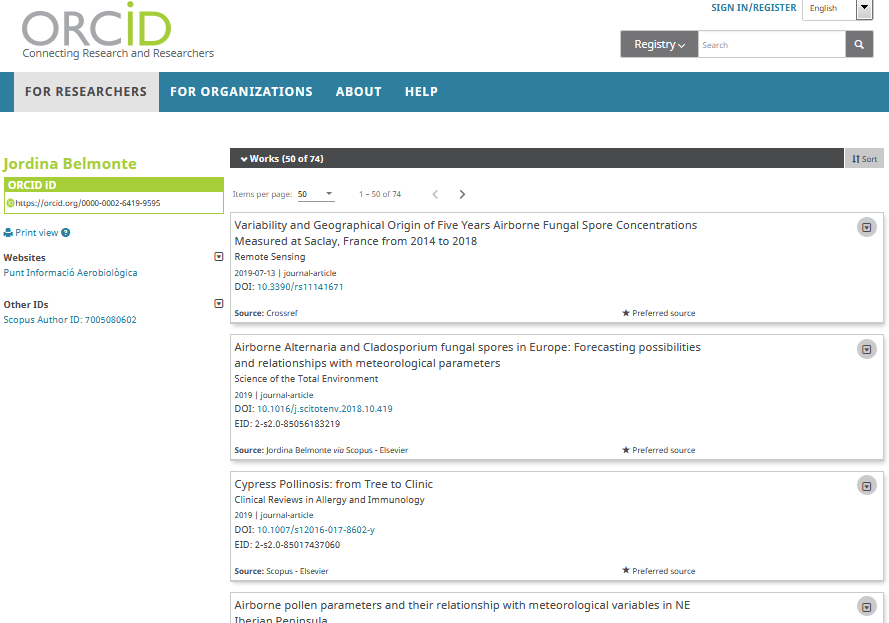 ORCiD
Connecting Research and Researchers
SIGN IN/REGISTER
English
Registry
Search
FOR RESEARCHERS
FOR ORGANIZATIONS
ABOUT
HELP
Jordina Belmonte
ORCID iD
iD https://orcid.org/0000-0002-6419-9595
Print view ?
Websites
Punt Informació Aerobiològica
Other IDs
Scopus Author ID: 7005080602
Works (50 of 74)
Sort
Items per page: 50
1 – 50 of 74
Variability and Geographical Origin of Five Years Airborne Fungal Spore Concentrations
Measured at Saclay, France from 2014 to 2018
Remote Sensing
2019-07-13 | journal-article
DOI: 10.3390/rs11141671
Source: Crossref
★ Preferred source
Airborne Alternaria and Cladosporium fungal spores in Europe: Forecasting possibilities
and relationships with meteorological parameters
Science of the Total Environment
2019 | journal-article
DOI: 10.1016/j.scitotenv.2018.10.419
EID: 2-s2.0-85056183219
Source: Jordina Belmonte via Scopus - Elsevier
★ Preferred source
Cypress Pollinosis: from Tree to Clinic
Clinical Reviews in Allergy and Immunology
2019 | journal-article
DOI: 10.1007/s12016-017-8602-y
EID: 2-s2.0-85017437060
Source: Scopus - Elsevier
★ Preferred source
Airborne pollen parameters and their relationship with meteorological variables in NE
Iberian Peninsula